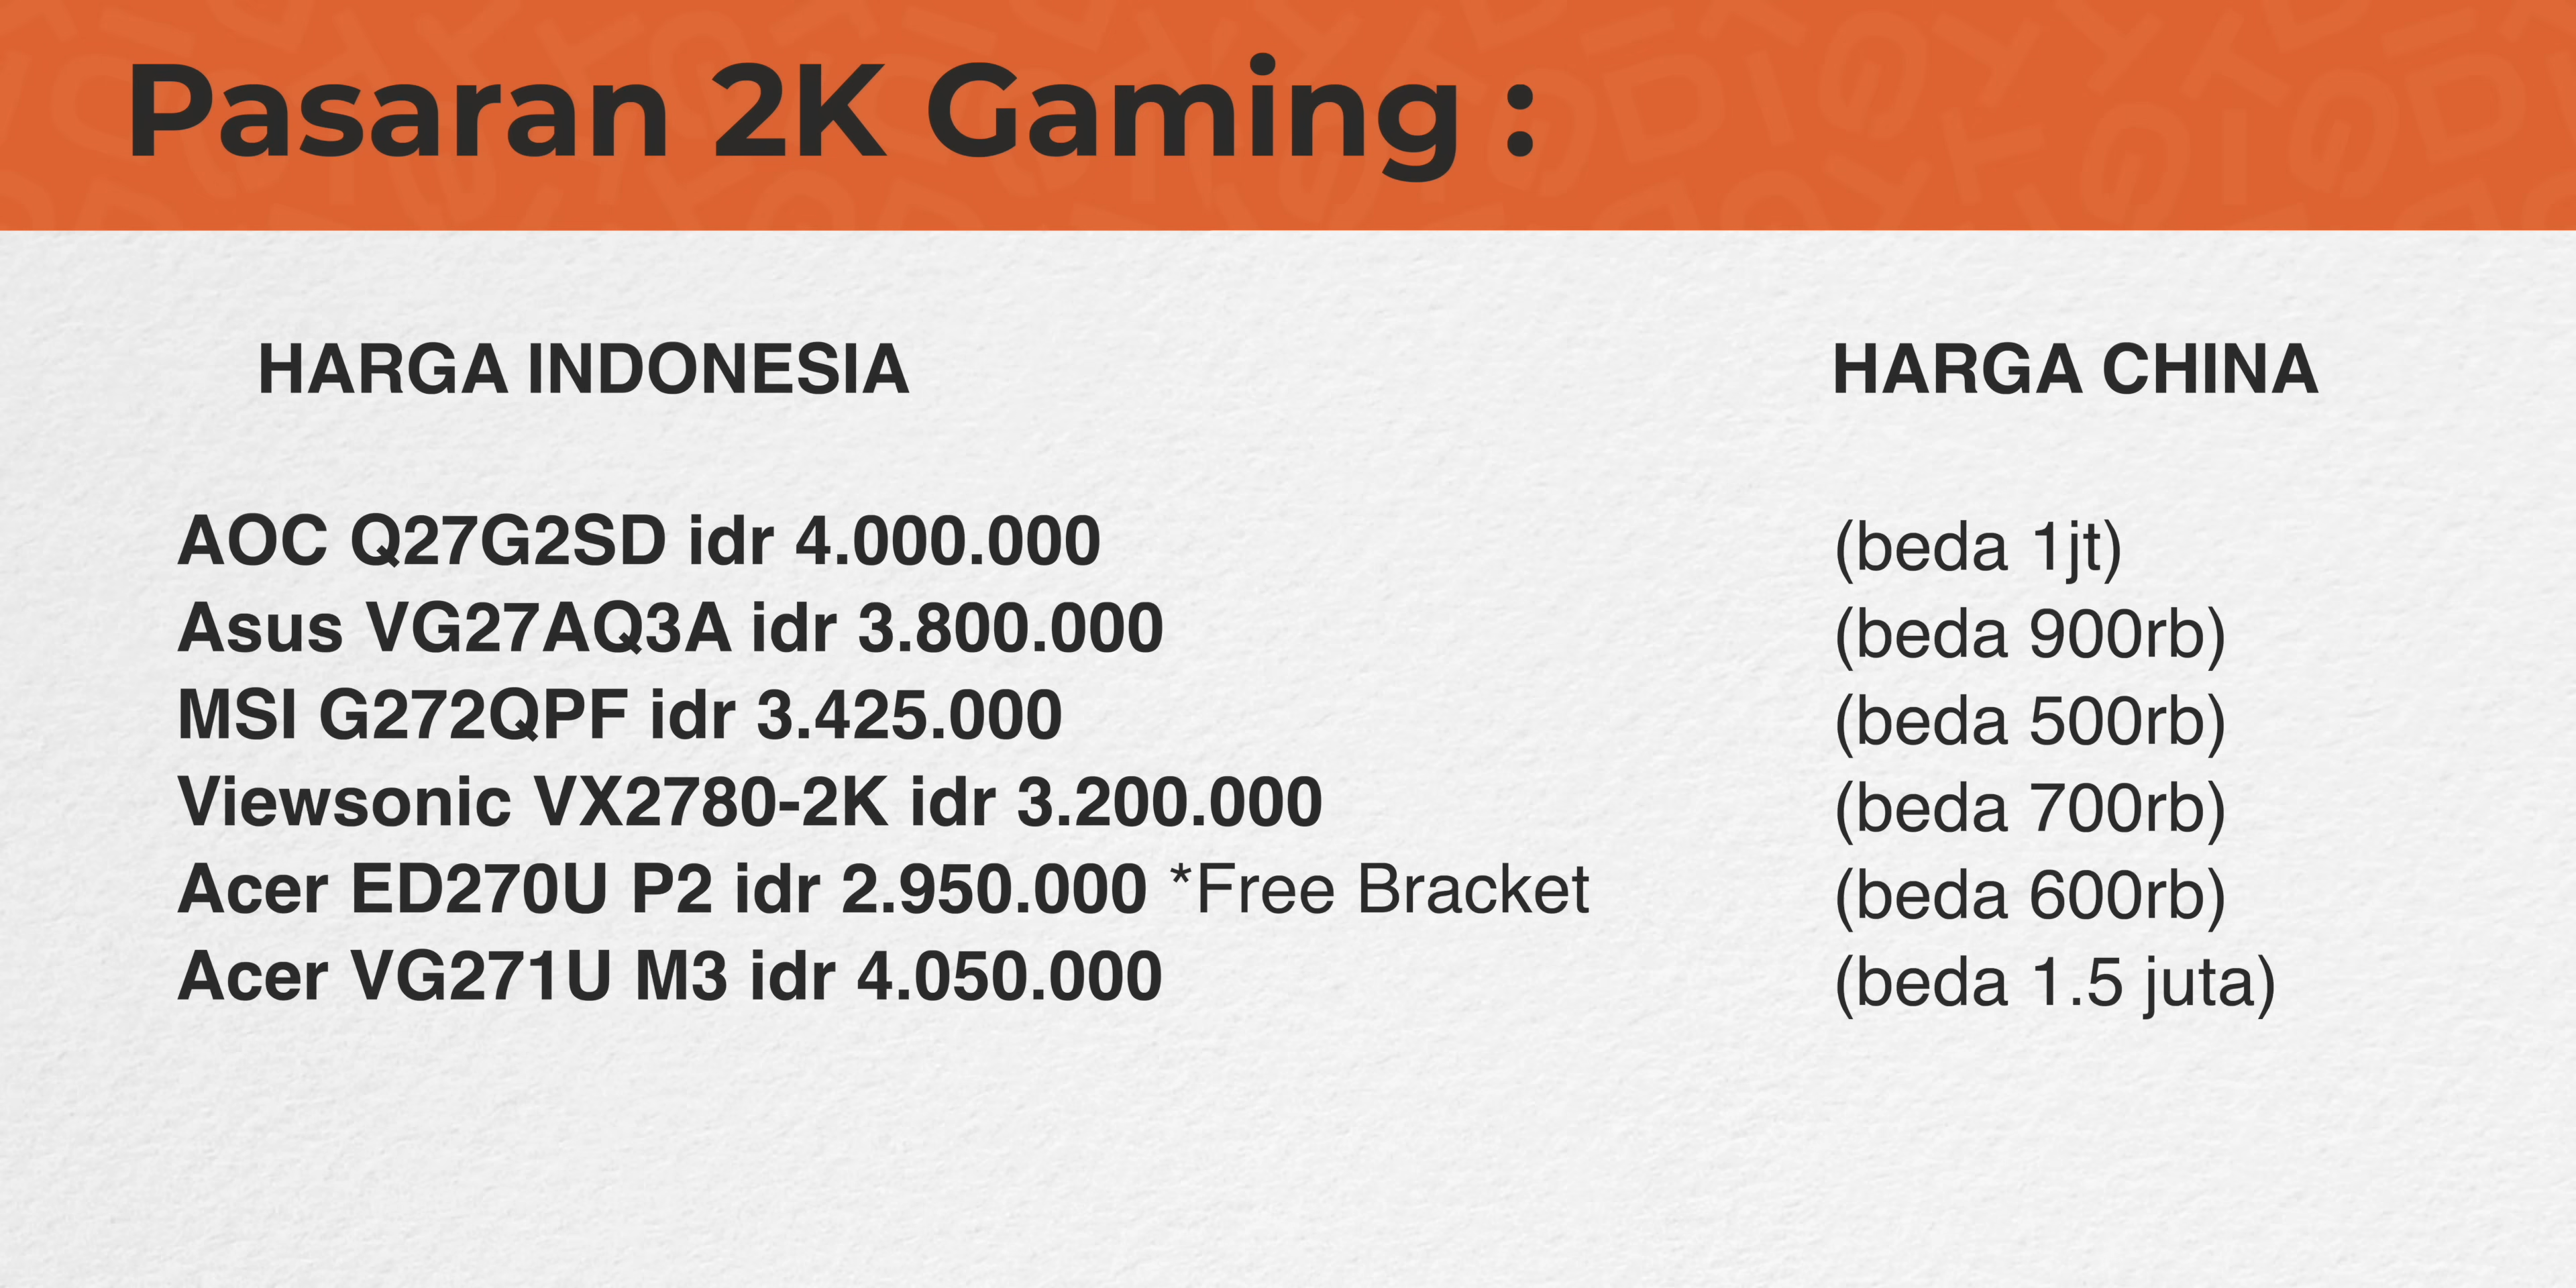 Pasaran 2K Gaming :
HARGA INDONESIA
AOC Q27G2SD idr 4.000.000
Asus VG27AQ3A idr 3.800.000
MSI G272QPF idr 3.425.000
Viewsonic VX2780-2K idr 3.200.000
Acer ED270U P2 idr 2.950.000 *Free Bracket
Acer VG271U M3 idr 4.050.000
HARGA CHINA
(beda 1jt)
(beda 900rb)
(beda 500rb)
(beda 700rb)
(beda 600rb)
(beda 1.5 juta)